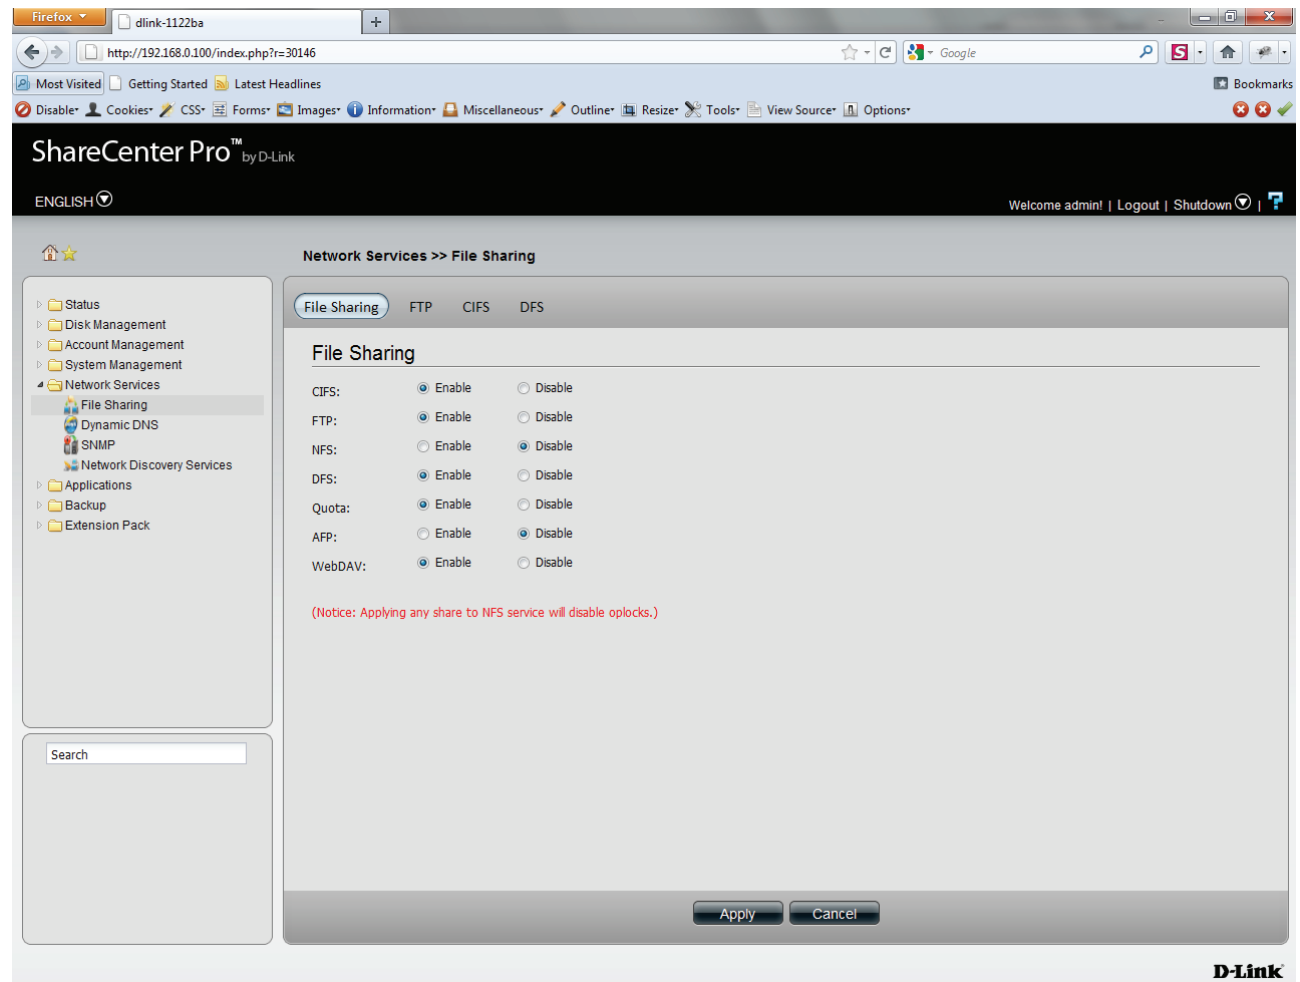 Firefox
dlink-1122ba
http://192.168.0.100/index.php?r=30146
Google
Most Visited Getting Started Latest Headlines Bookmarks
Disable Cookies CSS Forms Images Information Miscellaneous Outline Resize Tools View Source Options
ShareCenter Pro™ by D-Link
ENGLISH
Welcome admin! | Logout | Shutdown | ?
Network Services >> File Sharing
Status
Disk Management
Account Management
System Management
Network Services
File Sharing
Dynamic DNS
SNMP
Network Discovery Services
Applications
Backup
Extension Pack
Search
File Sharing FTP CIFS DFS
File Sharing
CIFS: Enable Disable
FTP: Enable Disable
NFS: Enable Disable
DFS: Enable Disable
Quota: Enable Disable
AFP: Enable Disable
WebDAV: Enable Disable
(Notice: Applying any share to NFS service will disable oplocks.)
Apply Cancel
D-Link